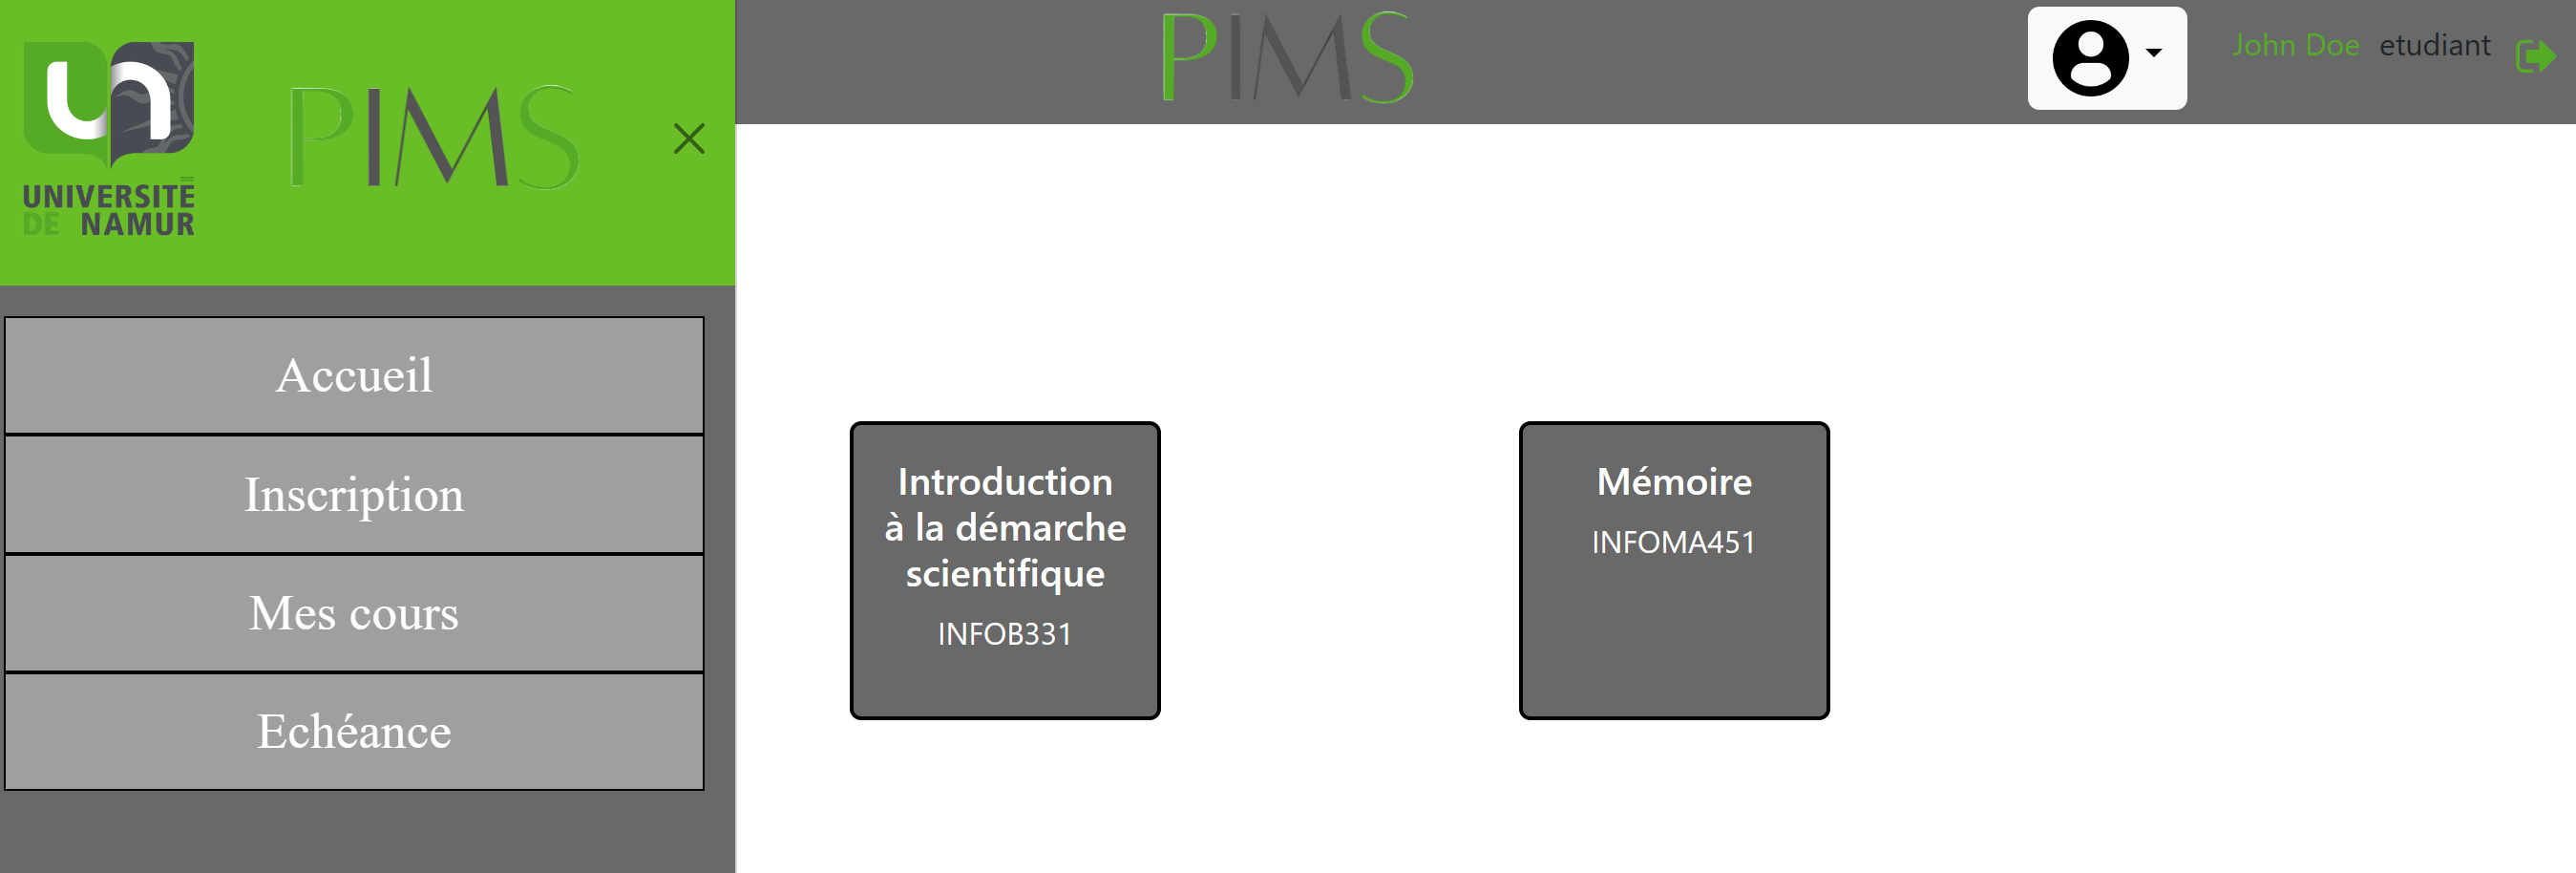 UNIVERSITÉ
DE NAMUR
PIMS
PIMS
John Doe etudiant
Accueil
Inscription
Mes cours
Echéance
Introduction
à la démarche
scientifique
INFOB331
Mémoire
INFOMA451